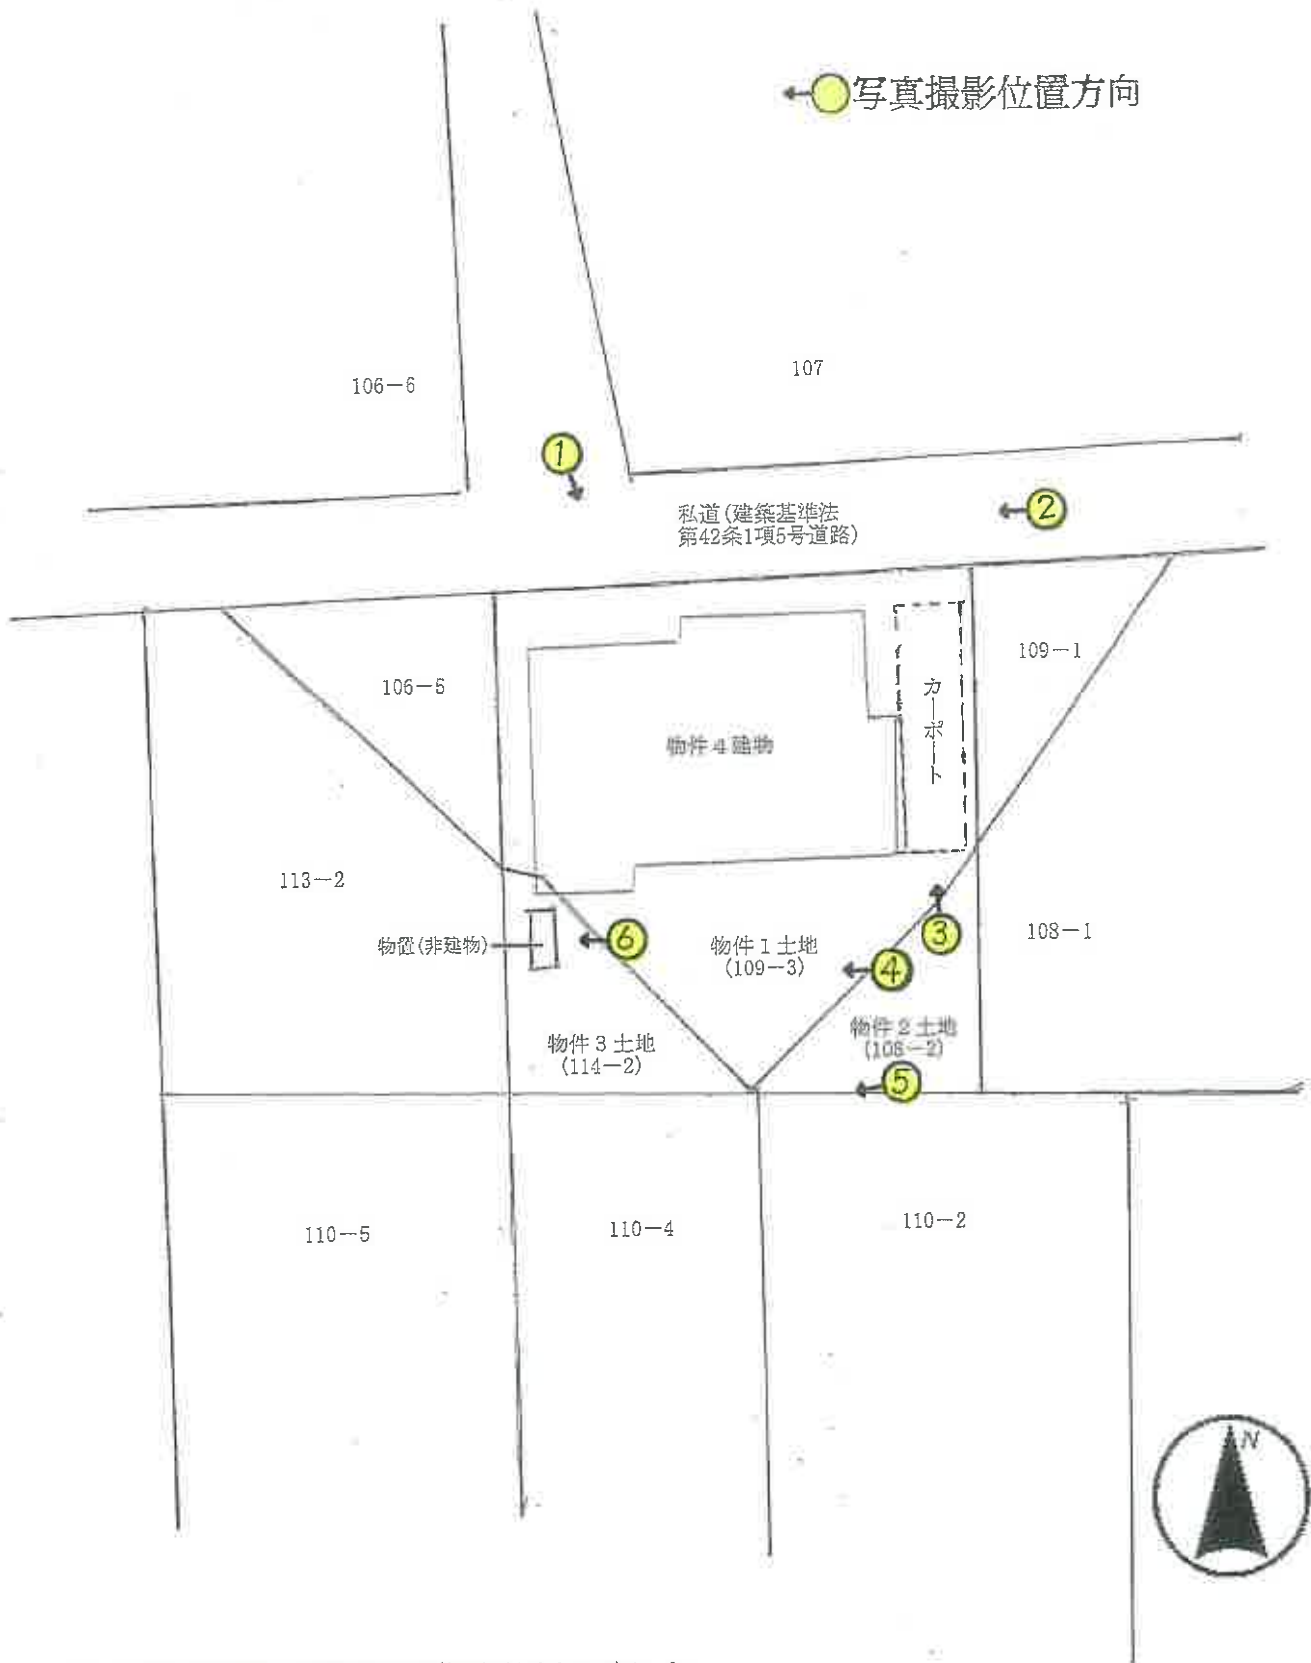 写真撮影位置方向
106-6
107
1
私道(建築基準法
第42条1項5号道路)
2
109-1
106-5
カーポート
物件4建物
113-2
3
108-1
物置(非建物)
6
物件1土地
(109-3)
4
物件2土地
(108-2)
物件3土地
(114-2)
5
110-5
110-4
110-2
N